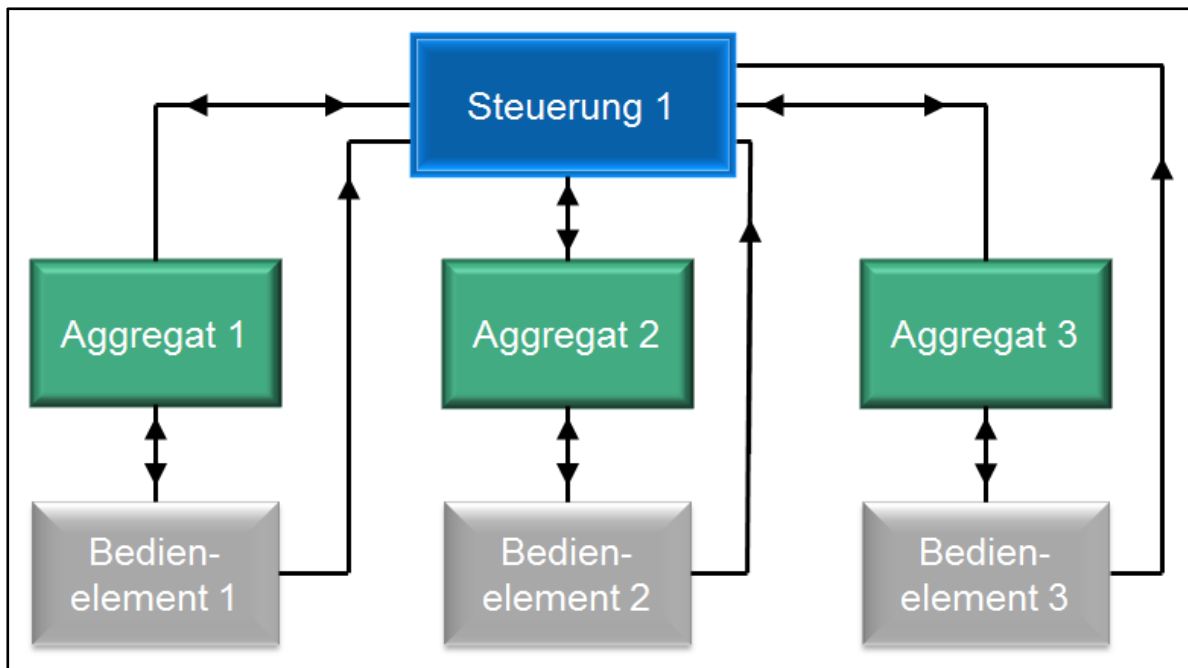 Steuerung 1
Aggregat 1
Aggregat 2
Aggregat 3
Bedien-
element 1
Bedien-
element 2
Bedien-
element 3